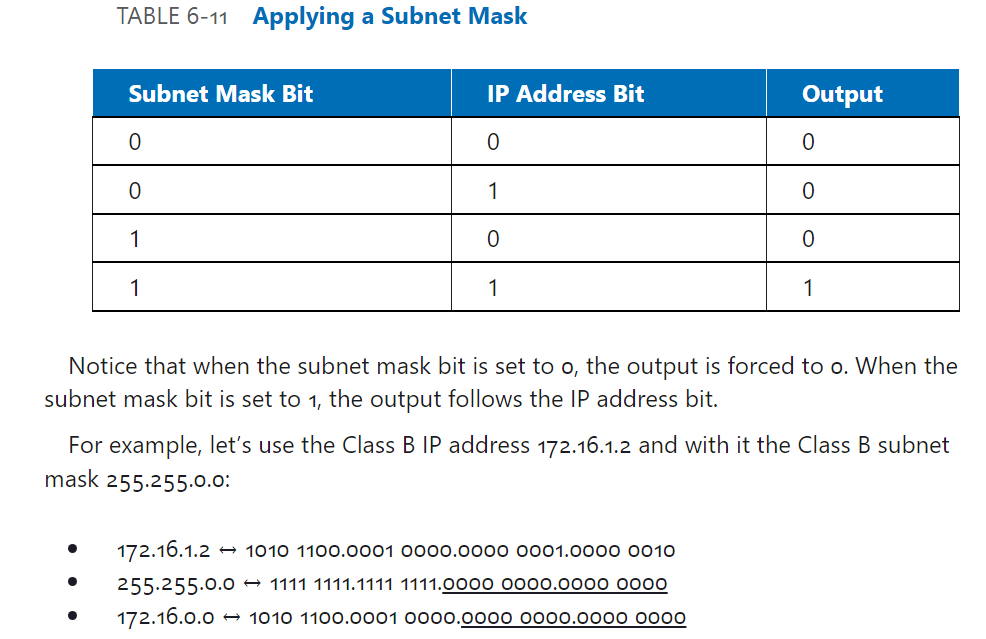 TABLE 6-11 Applying a Subnet Mask
Subnet Mask Bit IP Address Bit Output
0 0 0
0 1 0
1 0 0
1 1 1
Notice that when the subnet mask bit is set to 0, the output is forced to 0. When the
subnet mask bit is set to 1, the output follows the IP address bit.
For example, let’s use the Class B IP address 172.16.1.2 and with it the Class B subnet
mask 255.255.0.0:
• 172.16.1.2 ↔ 1010 1100.0001 0000.0000 0001.0000 0010
• 255.255.0.0 ↔ 1111 1111.1111 1111.0000 0000.0000 0000
• 172.16.0.0 ↔ 1010 1100.0001 0000.0000 0000.0000 0000